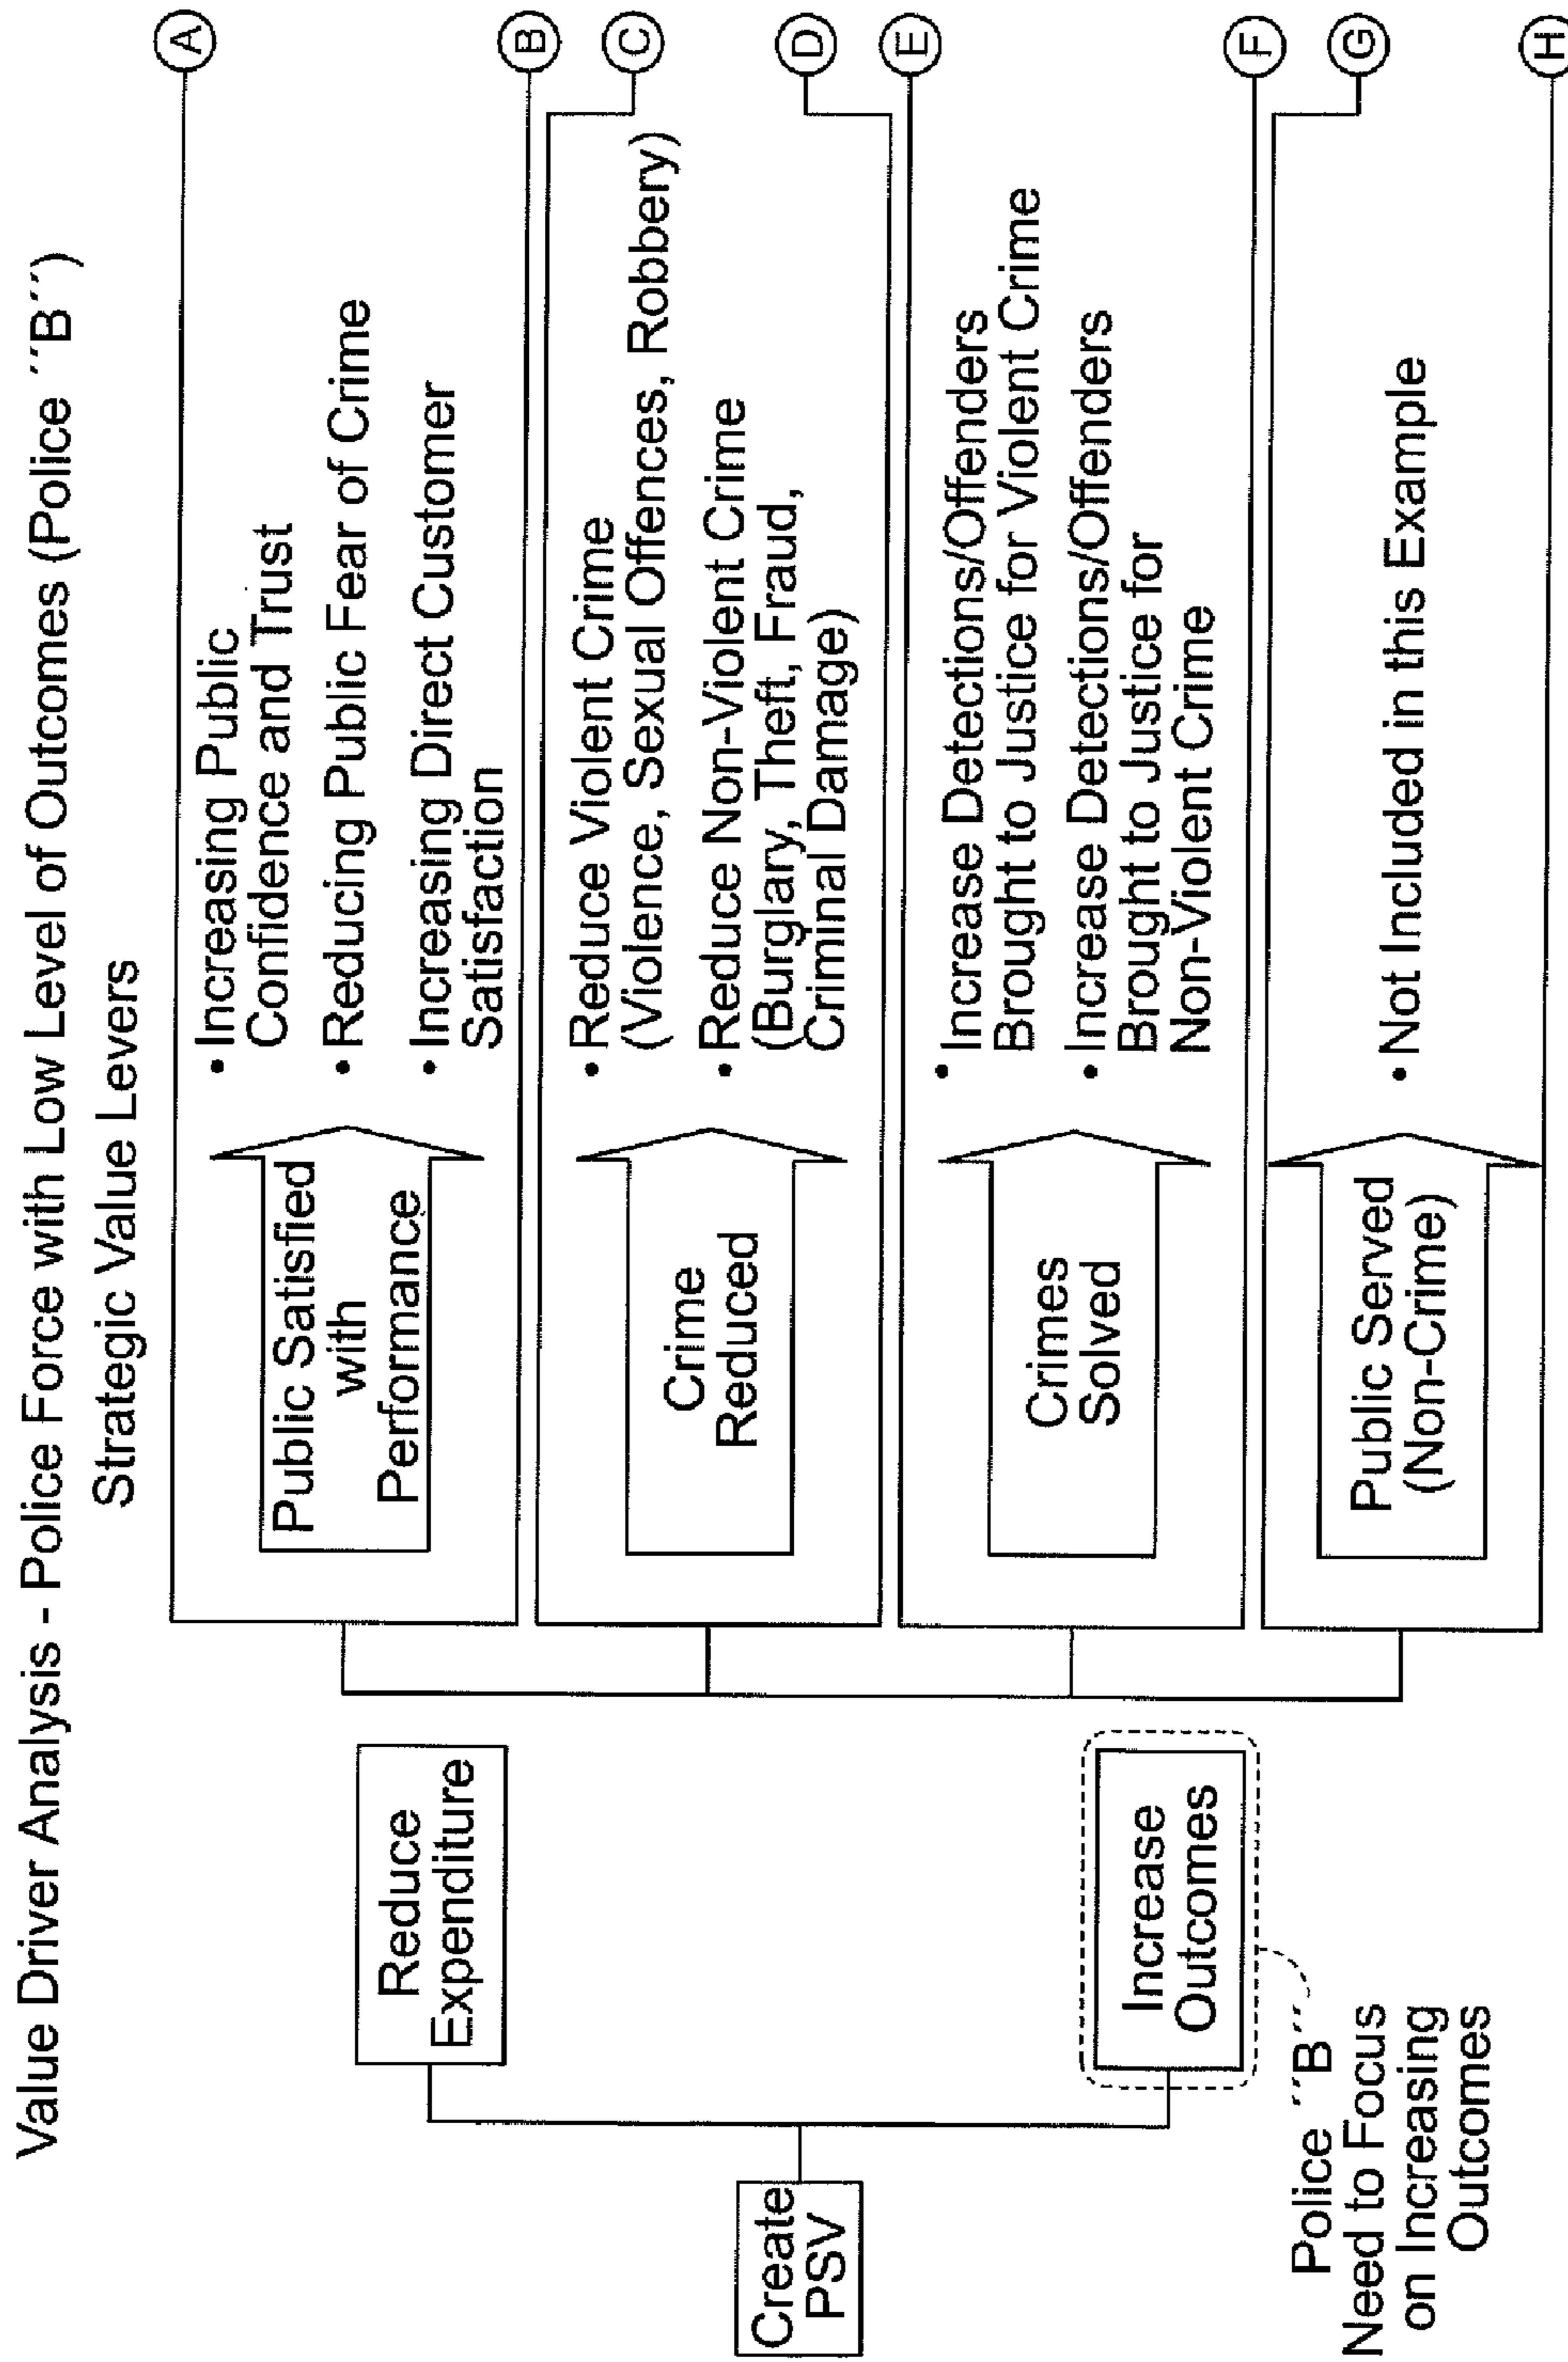 Value Driver Analysis - Police Force with Low Level of Outcomes (Police ´´B´´)
Strategic Value Levers
Create
PSV
Reduce
Expenditure
Increase
Outcomes
Police ´´B´´
Need to Focus
on Increasing
Outcomes
Public Satisfied
with
Performance
• Increasing Public
Confidence and Trust
• Reducing Public Fear of Crime
• Increasing Direct Customer
Satisfaction
A
B
Crime
Reduced
• Reduce Violent Crime
(Violence, Sexual Offences, Robbery)
• Reduce Non-Violent Crime
(Burglary, Theft, Fraud,
Criminal Damage)
C
D
Crimes
Solved
• Increase Detections/Offenders
Brought to Justice for Violent Crime
• Increase Detections/Offenders
Brought to Justice for
Non-Violent Crime
E
F
Public Served
(Non-Crime)
• Not Included in this Example
G
H